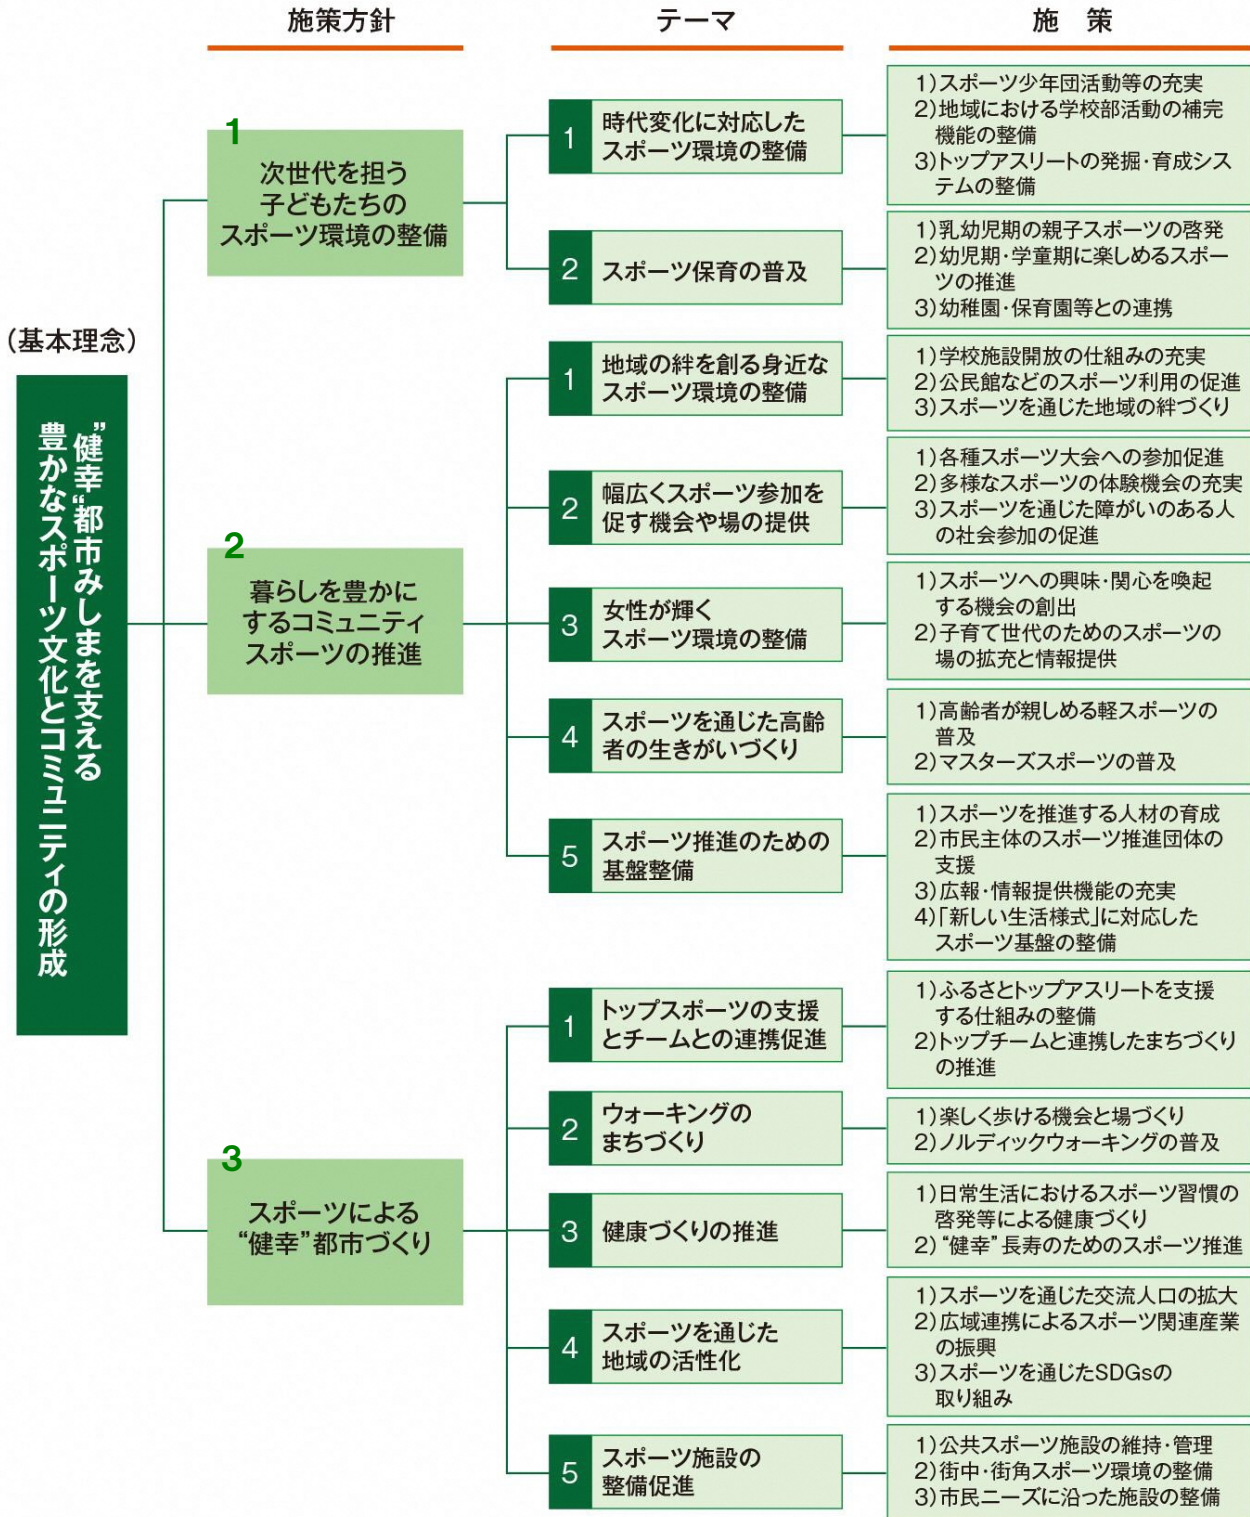 施策方針
テーマ
施　策
(基本理念)
"健幸"都市みしまを支える
豊かなスポーツ文化とコミュニティの形成
1
次世代を担う
子どもたちの
スポーツ環境の整備
1
時代変化に対応した
スポーツ環境の整備
1)スポーツ少年団活動等の充実
2)地域における学校部活動の補完
機能の整備
3)トップアスリートの発掘・育成シス
テムの整備
2
スポーツ保育の普及
1)乳幼児期の親子スポーツの啓発
2)幼児期・学童期に楽しめるスポー
ツの推進
3)幼稚園・保育園等との連携
2
暮らしを豊かに
するコミュニティ
スポーツの推進
1
地域の絆を創る身近な
スポーツ環境の整備
1)学校施設開放の仕組みの充実
2)公民館などのスポーツ利用の促進
3)スポーツを通じた地域の絆づくり
2
幅広くスポーツ参加を
促す機会や場の提供
1)各種スポーツ大会への参加促進
2)多様なスポーツの体験機会の充実
3)スポーツを通じた障がいのある人
の社会参加の促進
3
女性が輝く
スポーツ環境の整備
1)スポーツへの興味・関心を喚起
する機会の創出
2)子育て世代のためのスポーツの
場の拡充と情報提供
4
スポーツを通じた高齢
者の生きがいづくり
1)高齢者が親しめる軽スポーツの
普及
2)マスターズスポーツの普及
5
スポーツ推進のための
基盤整備
1)スポーツを推進する人材の育成
2)市民主体のスポーツ推進団体の
支援
3)広報・情報提供機能の充実
4)「新しい生活様式」に対応した
スポーツ基盤の整備
3
スポーツによる
“健幸”都市づくり
1
トップスポーツの支援
とチームとの連携促進
1)ふるさとトップアスリートを支援
する仕組みの整備
2)トップチームと連携したまちづくり
の推進
2
ウォーキングの
まちづくり
1)楽しく歩ける機会と場づくり
2)ノルディックウォーキングの普及
3
健康づくりの推進
1)日常生活におけるスポーツ習慣の
啓発等による健康づくり
2)“健幸”長寿のためのスポーツ推進
4
スポーツを通じた
地域の活性化
1)スポーツを通じた交流人口の拡大
2)広域連携によるスポーツ関連産業
の振興
3)スポーツを通じたSDGsの
取り組み
5
スポーツ施設の
整備促進
1)公共スポーツ施設の維持・管理
2)街中・街角スポーツ環境の整備
3)市民ニーズに沿った施設の整備